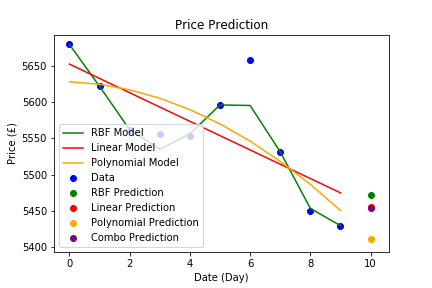 Price Prediction
Price (£)
5650
5600
5550
5500
5450
5400
RBF Model
Linear Model
Polynomial Model
Data
RBF Prediction
Linear Prediction
Polynomial Prediction
Combo Prediction
0 2 4 6 8 10
Date (Day)